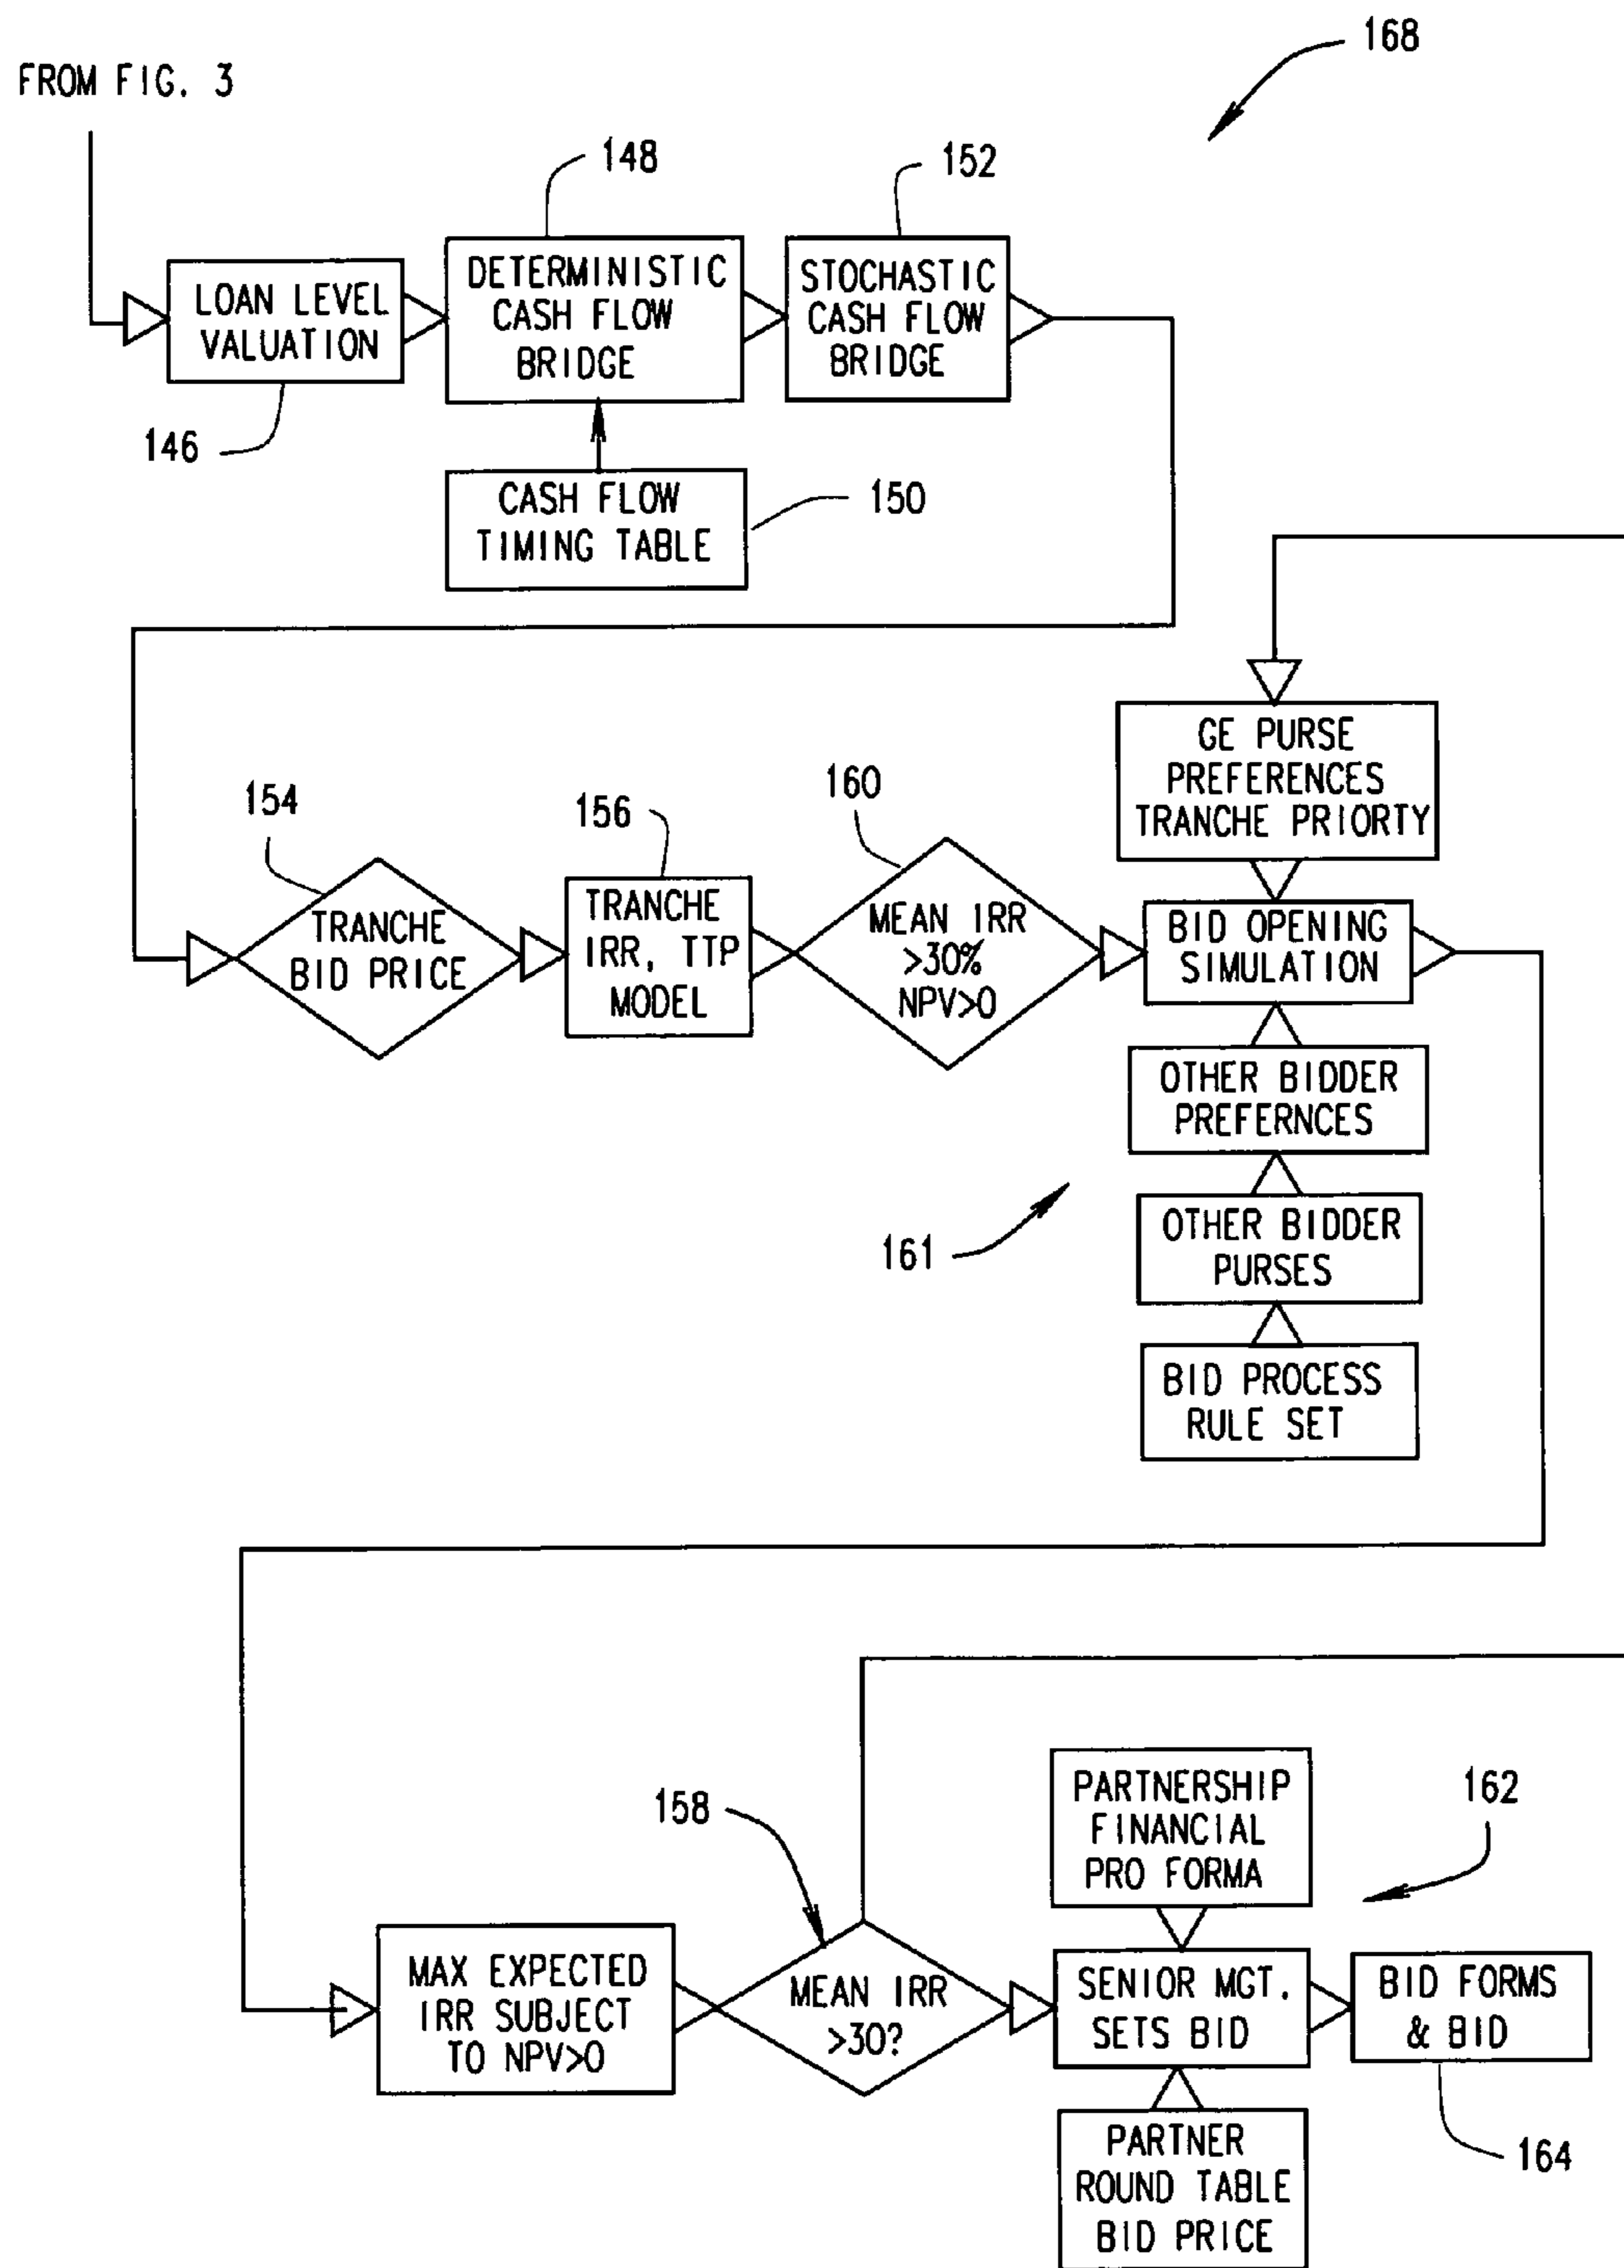 168
FROM FIG. 3
148
152
LOAN LEVEL
VALUATION
DETERMINISTIC
CASH FLOW
BRIDGE
STOCHASTIC
CASH FLOW
BRIDGE
146
CASH FLOW
TIMING TABLE
150
GE PURSE
PREFERENCES
TRANCHE PRIORTY
154
156
160
TRANCHE
BID PRICE
TRANCHE
IRR, TTP
MODEL
MEAN IRR
>30%
NPV>0
BID OPENING
SIMULATION
OTHER BIDDER
PREFERNCES
161
OTHER BIDDER
PURSES
BID PROCESS
RULE SET
158
PARTNERSHIP
FINANCIAL
PRO FORMA
162
MAX EXPECTED
IRR SUBJECT
TO NPV>0
MEAN IRR
>30?
SENIOR MGT.
SETS BID
BID FORMS
& BID
PARTNER
ROUND TABLE
BID PRICE
164